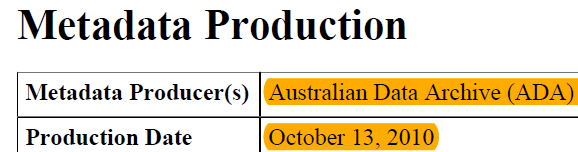 Metadata Production
Metadata Producer(s) Australian Data Archive (ADA)
Production Date October 13, 2010